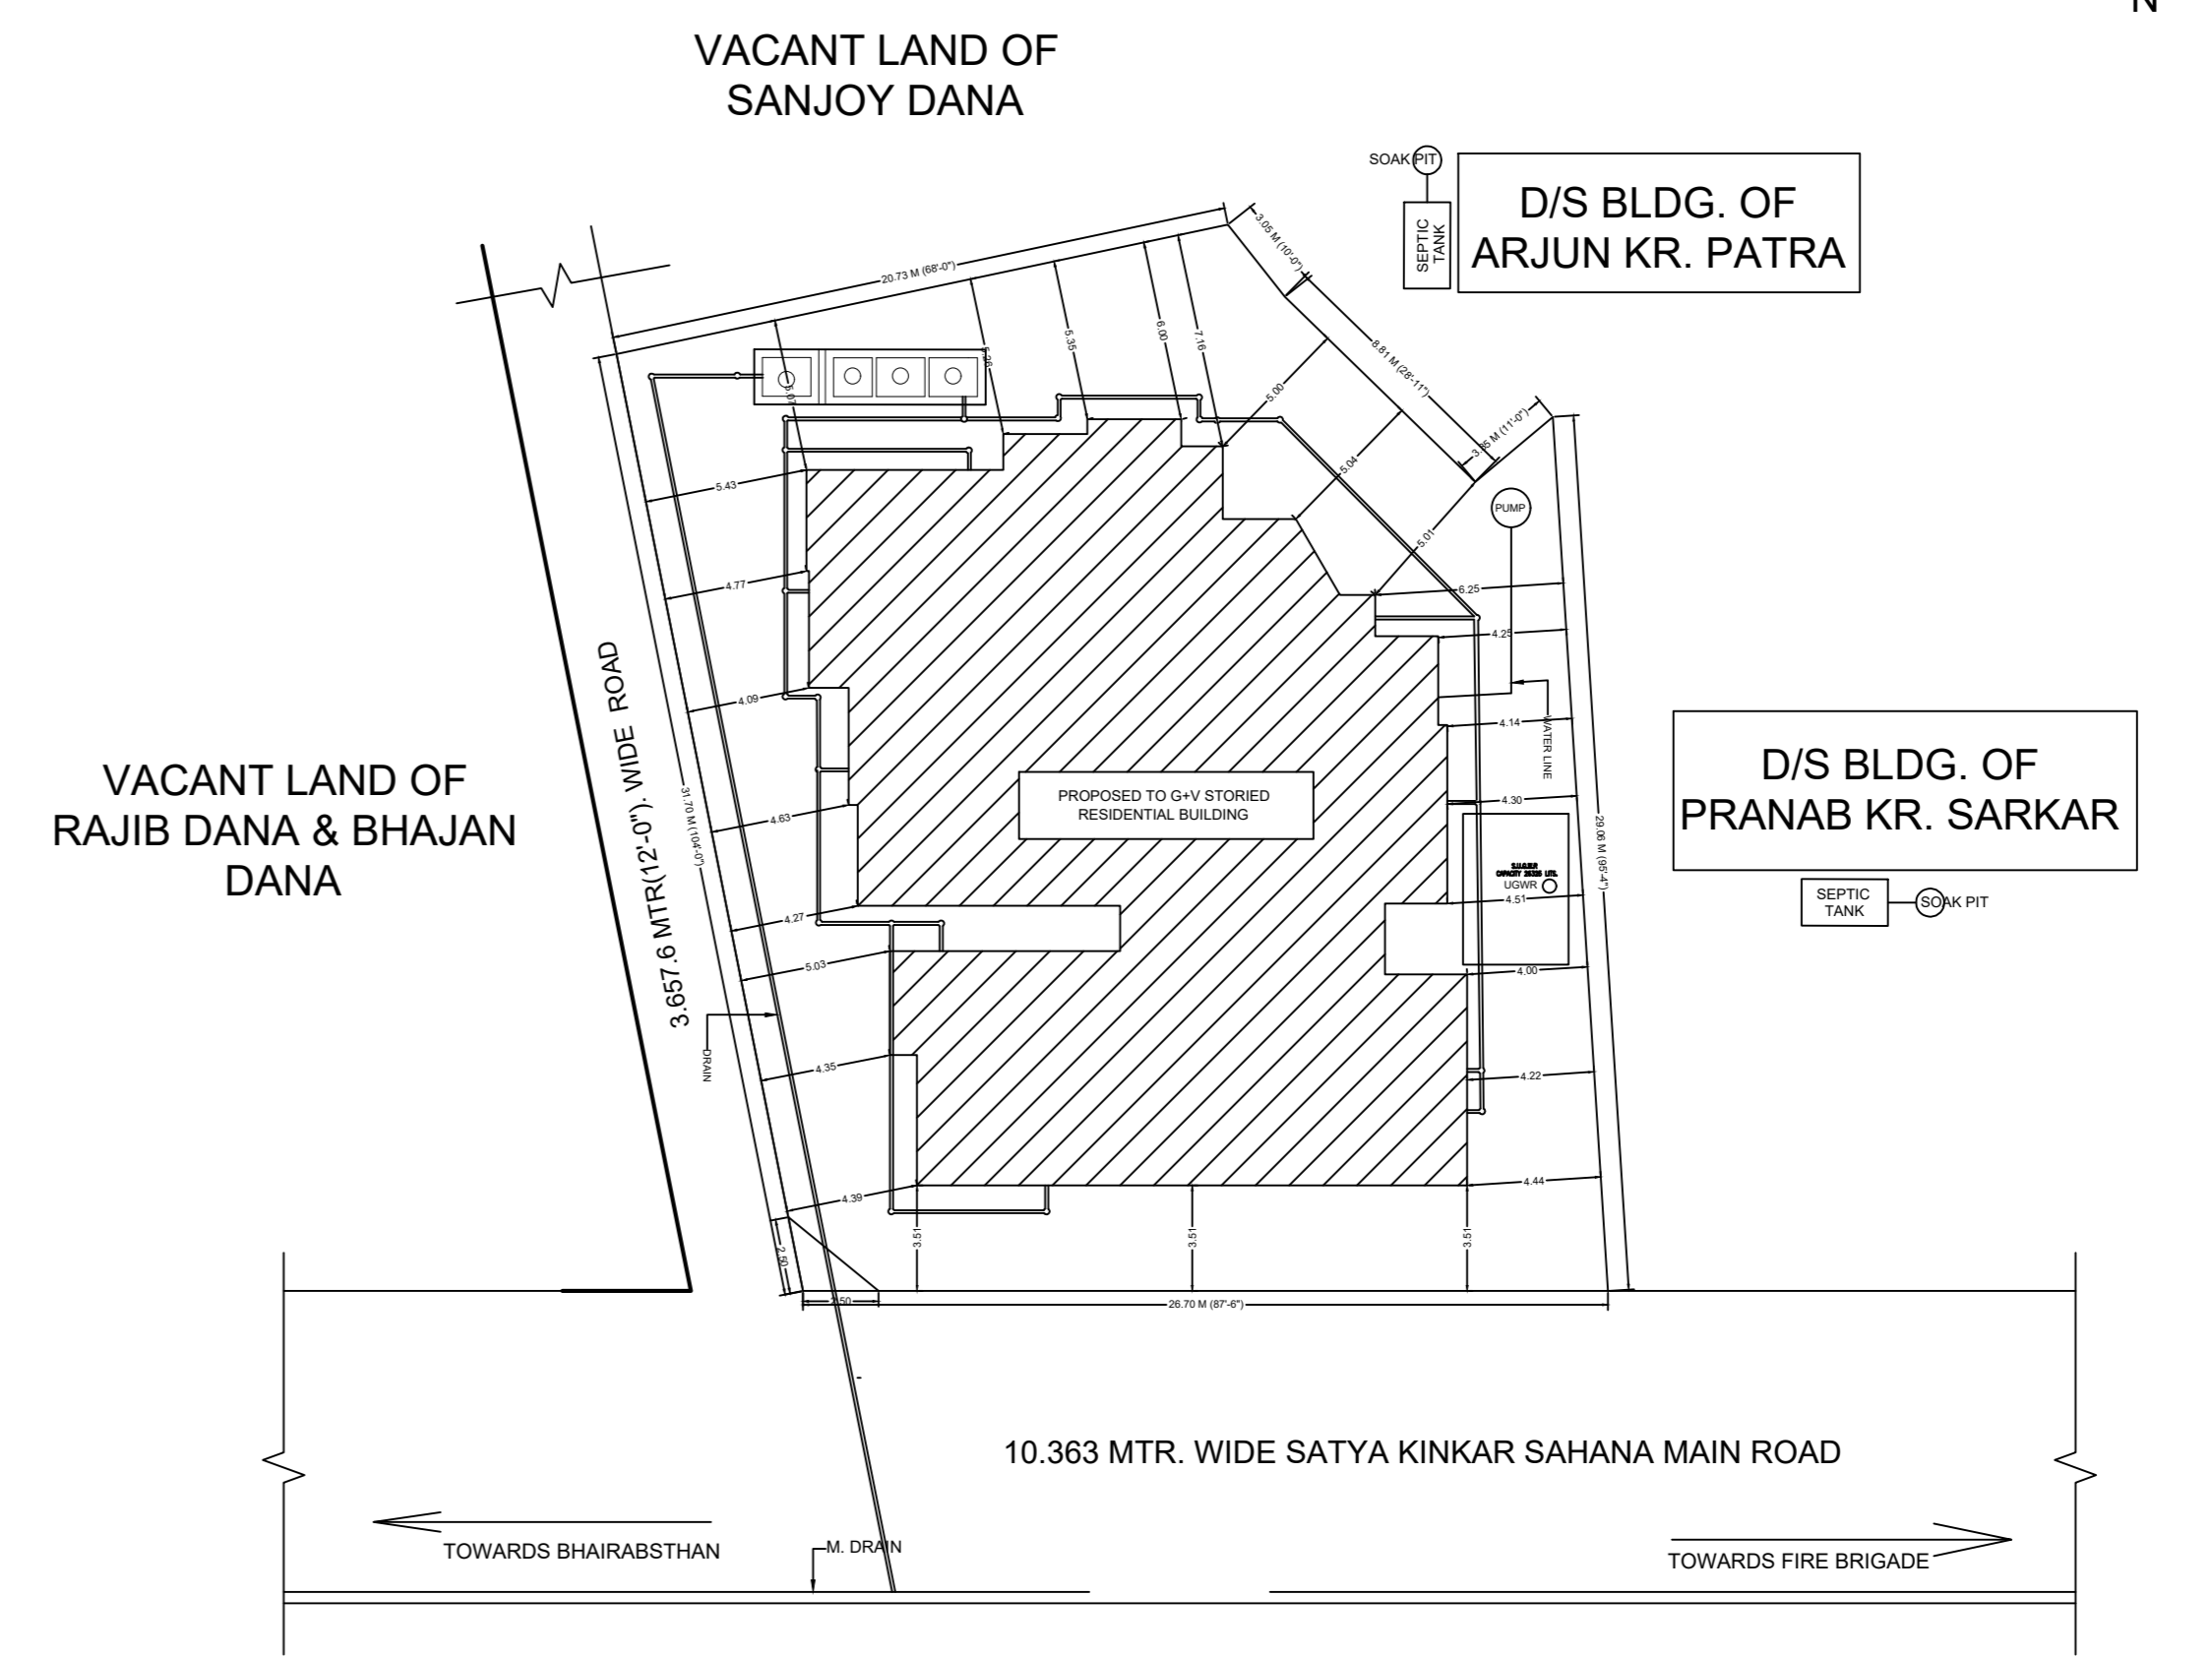 N
VACANT LAND OF
SANJOY DANA
SOAK PIT
SEPTIC
TANK
D/S BLDG. OF
ARJUN KR. PATRA
20.73 M (68'-0")
3.05 M (10'-0")
8.81 M (28'-11")
3.35 M (11'-0")
5.07
5.26
5.35
6.00
7.16
5.00
5.04
5.01
PUMP
5.43
4.77
4.09
4.63
4.27
5.03
4.35
4.39
6.25
4.25
4.14
4.30
4.51
4.00
4.22
4.44
WATER LINE
VACANT LAND OF
RAJIB DANA & BHAJAN
DANA
3.657.6 MTR(12'-0"). WIDE ROAD
31.70 M (104'-0")
PROPOSED TO G+V STORIED
RESIDENTIAL BUILDING
CAPACITY LITS.
UGWR
29.06 M (95'-4")
D/S BLDG. OF
PRANAB KR. SARKAR
SEPTIC
TANK
SOAK PIT
DRAIN
2.50
3.51
3.51
3.51
2.50
26.70 M (87'-6")
10.363 MTR. WIDE SATYA KINKAR SAHANA MAIN ROAD
TOWARDS BHAIRABSTHAN
M. DRAIN
TOWARDS FIRE BRIGADE